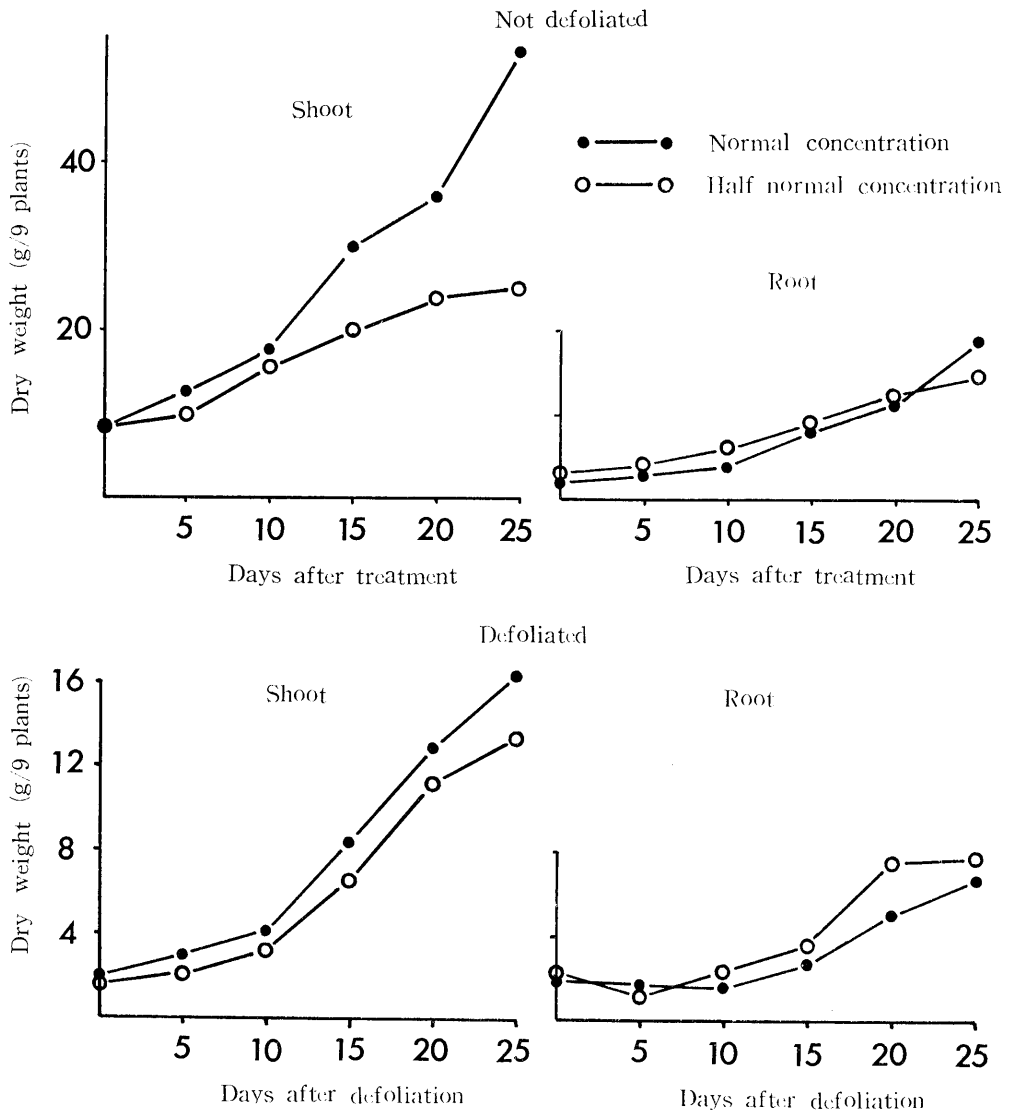 Not defoliated
Shoot
Normal concentration
Half normal concentration
Root
Dry weight (g/9 plants)
40
20
5 10 15 20 25
5 10 15 20 25
Days after treatment
Days after treatment
Defoliated
Shoot
Root
Dry weight (g/9 plants)
16
12
8
4
5 10 15 20 25
5 10 15 20 25
Days after defoliation
Days after defoliation